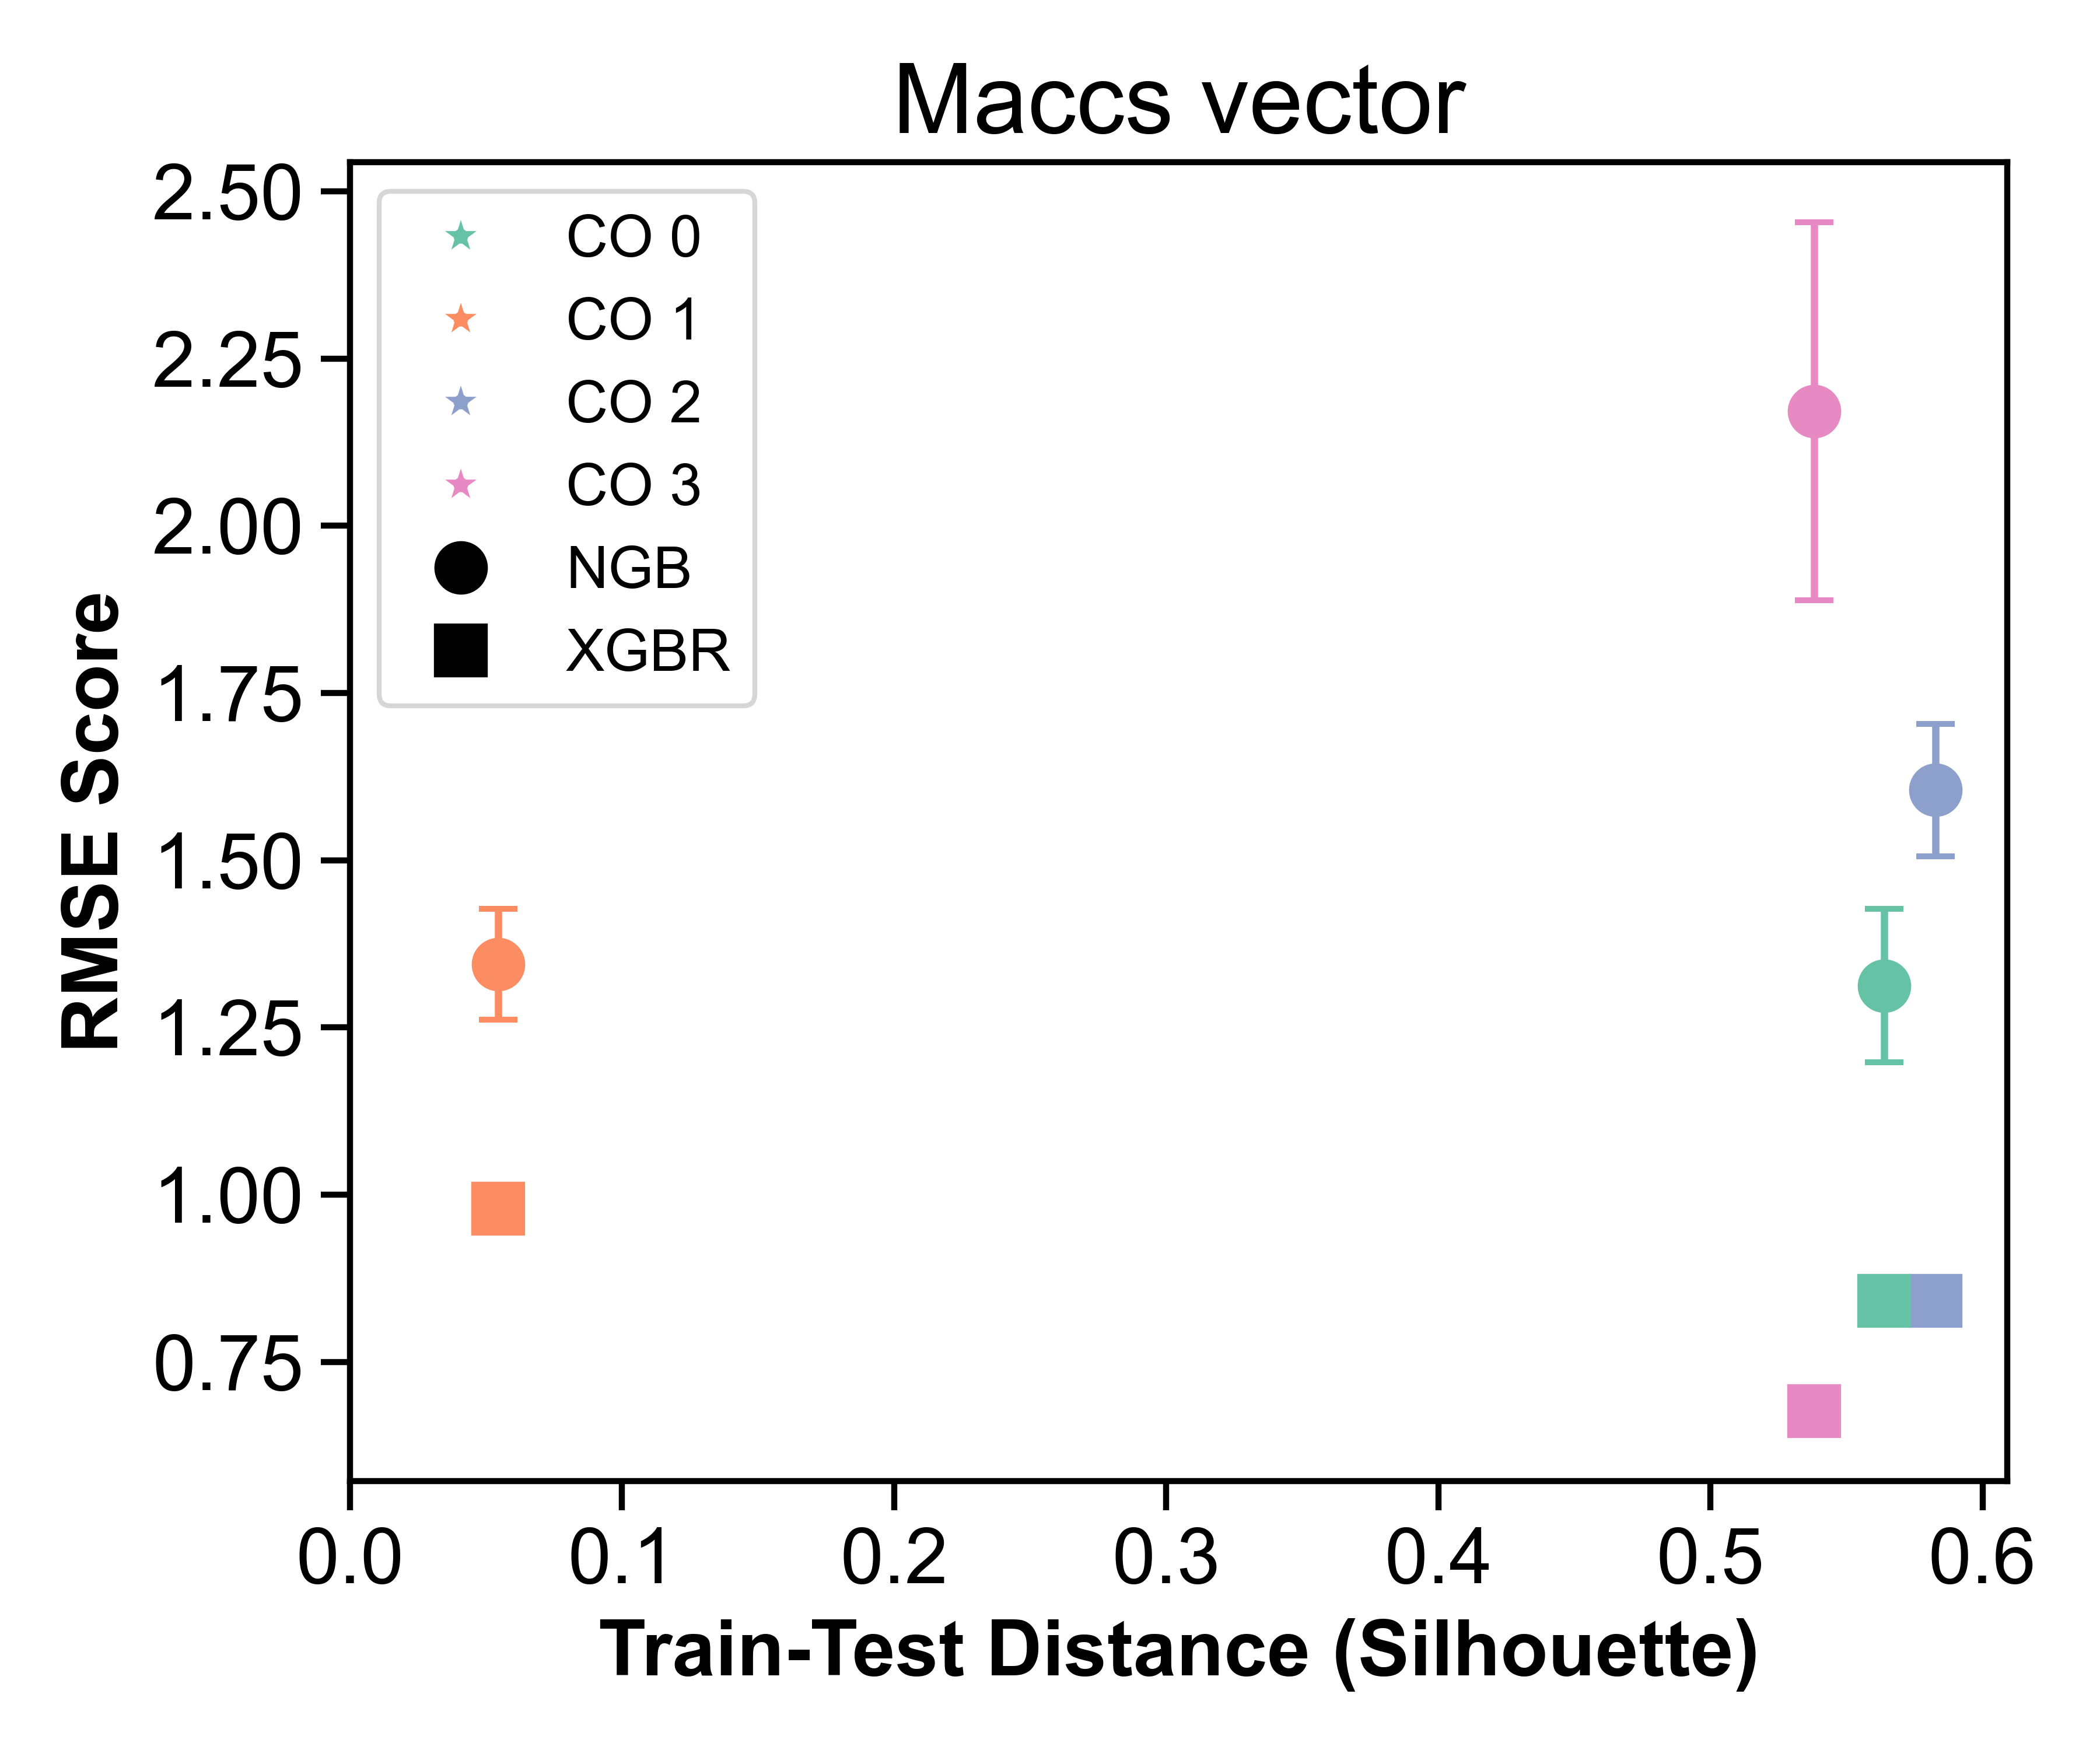 Maccs vector
CO 0
CO 1
CO 2
CO 3
NGB
XGBR
RMSE Score
2.50
2.25
2.00
1.75
1.50
1.25
1.00
0.75
0.0 0.1 0.2 0.3 0.4 0.5 0.6
Train-Test Distance (Silhouette)